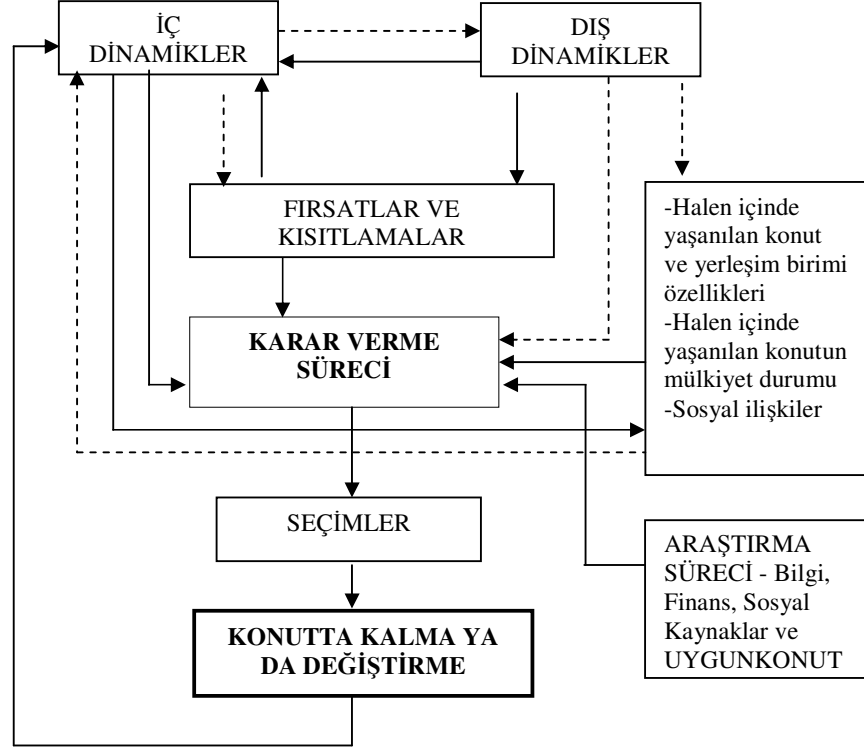 İÇ
DİNAMİKLER
DIŞ
DİNAMİKLER
FIRSATLAR VE
KISITLAMALAR
-Halen içinde
yaşanılan konut
ve yerleşim birimi
özellikleri
-Halen içinde
yaşanılan konutun
mülkiyet durumu
-Sosyal ilişkiler
KARAR VERME
SÜRECİ
SEÇİMLER
ARAŞTIRMA
SÜRECİ - Bilgi,
Finans, Sosyal
Kaynaklar ve
UYGUNKONUT
KONUTTA KALMA YA
DA DEĞİŞTİRME